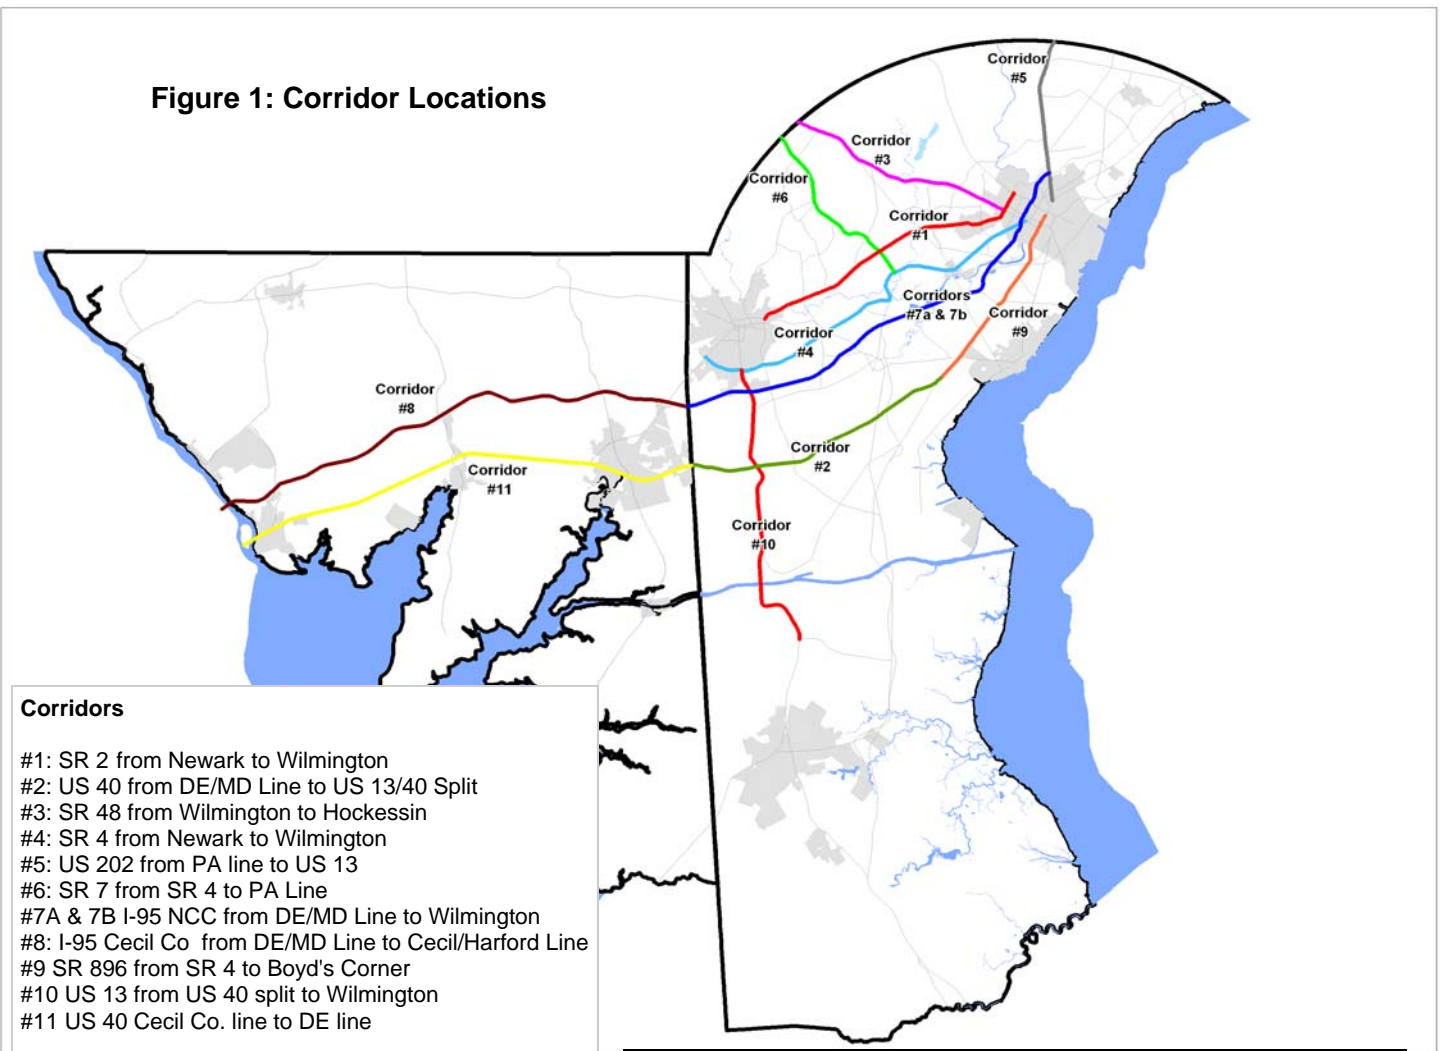 Figure 1: Corridor Locations
Corridor
#5
Corridor
#3
Corridor
#6
Corridor
#1
Corridors
#7a & 7b
Corridor
#9
Corridor
#4
Corridor
#8
Corridor
#2
Corridor
#11
Corridor
#10
Corridors
#1: SR 2 from Newark to Wilmington
#2: US 40 from DE/MD Line to US 13/40 Split
#3: SR 48 from Wilmington to Hockessin
#4: SR 4 from Newark to Wilmington
#5: US 202 from PA line to US 13
#6: SR 7 from SR 4 to PA Line
#7A & 7B I-95 NCC from DE/MD Line to Wilmington
#8: I-95 Cecil Co from DE/MD Line to Cecil/Harford Line
#9 SR 896 from SR 4 to Boyd's Corner
#10 US 13 from US 40 split to Wilmington
#11 US 40 Cecil Co. line to DE line